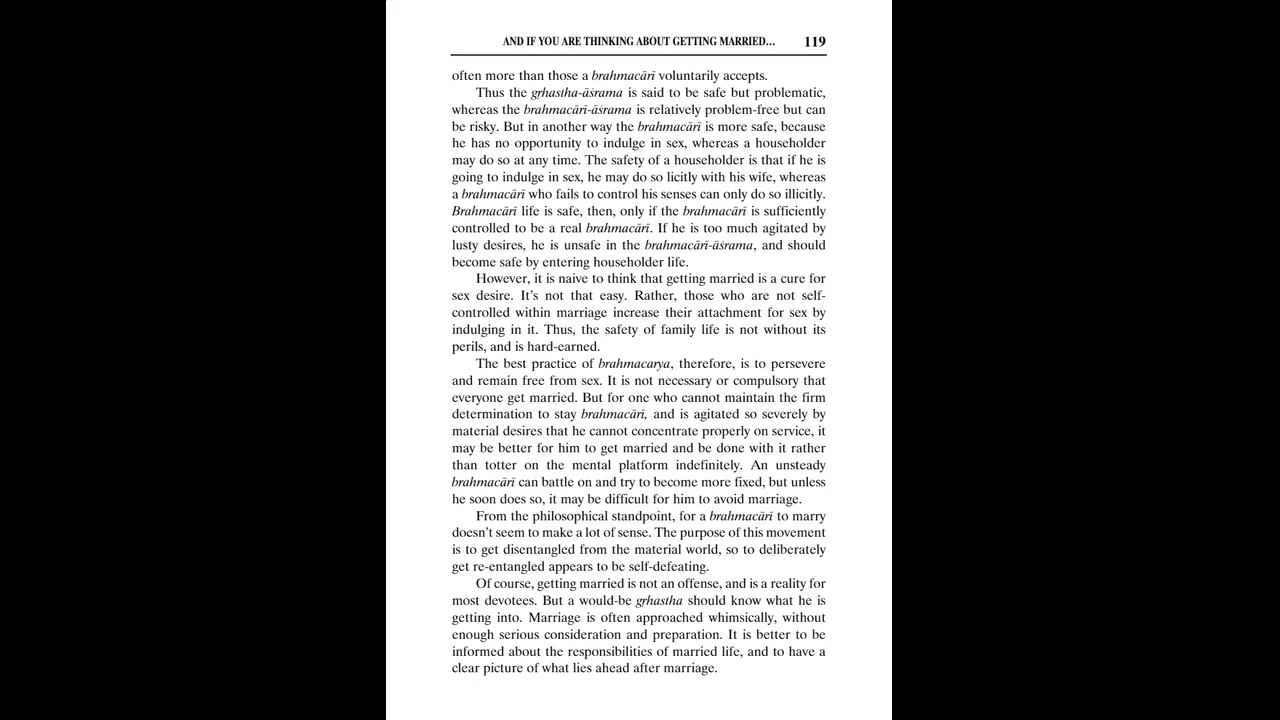 AND IF YOU ARE THINKING ABOUT GETTING MARRIED... 119
often more than those a brahmacārī voluntarily accepts.
Thus the gṛhastha-āśrama is said to be safe but problematic,
whereas the brahmacārī-āśrama is relatively problem-free but can
be risky. But in another way the brahmacārī is more safe, because
he has no opportunity to indulge in sex, whereas a householder
may do so at any time. The safety of a householder is that if he is
going to indulge in sex, he may do so licitly with his wife, whereas
a brahmacārī who fails to control his senses can only do so illicitly.
Brahmacārī life is safe, then, only if the brahmacārī is sufficiently
controlled to be a real brahmacārī. If he is too much agitated by
lusty desires, he is unsafe in the brahmacārī-āśrama, and should
become safe by entering householder life.
However, it is naive to think that getting married is a cure for
sex desire. It's not that easy. Rather, those who are not self-
controlled within marriage increase their attachment for sex by
indulging in it. Thus, the safety of family life is not without its
perils, and is hard-earned.
The best practice of brahmacarya, therefore, is to persevere
and remain free from sex. It is not necessary or compulsory that
everyone get married. But for one who cannot maintain the firm
determination to stay brahmacārī, and is agitated so severely by
material desires that he cannot concentrate properly on service, it
may be better for him to get married and be done with it rather
than totter on the mental platform indefinitely. An unsteady
brahmacārī can battle on and try to become more fixed, but unless
he soon does so, it may be difficult for him to avoid marriage.
From the philosophical standpoint, for a brahmacārī to marry
doesn't seem to make a lot of sense. The purpose of this movement
is to get disentangled from the material world, so to deliberately
get re-entangled appears to be self-defeating.
Of course, getting married is not an offense, and is a reality for
most devotees. But a would-be gṛhastha should know what he is
getting into. Marriage is often approached whimsically, without
enough serious consideration and preparation. It is better to be
informed about the responsibilities of married life, and to have a
clear picture of what lies ahead after marriage.